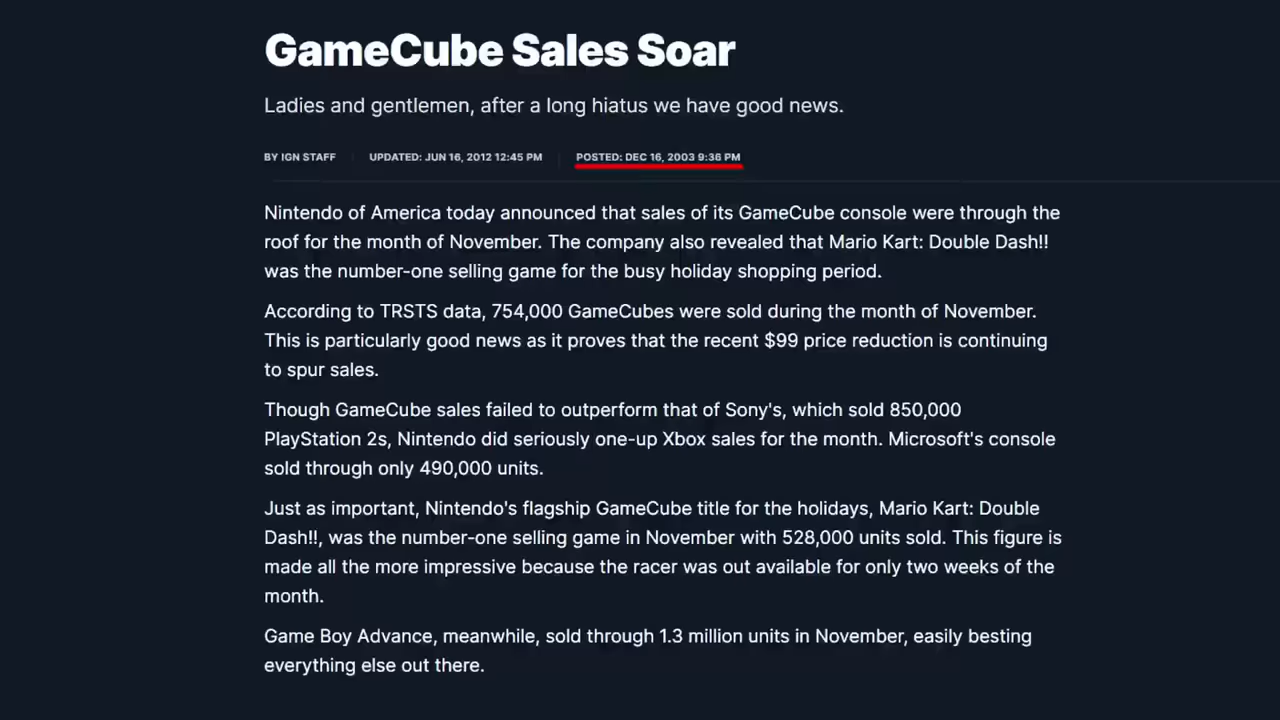 GameCube Sales Soar
Ladies and gentlemen, after a long hiatus we have good news.
BY IGN STAFF UPDATED: JUN 16, 2012 12:45 PM POSTED: DEC 16, 2003 9:36 PM
Nintendo of America today announced that sales of its GameCube console were through the
roof for the month of November. The company also revealed that Mario Kart: Double Dash!!
was the number-one selling game for the busy holiday shopping period.
According to TRSTS data, 754,000 GameCubes were sold during the month of November.
This is particularly good news as it proves that the recent $99 price reduction is continuing
to spur sales.
Though GameCube sales failed to outperform that of Sony's, which sold 850,000
PlayStation 2s, Nintendo did seriously one-up Xbox sales for the month. Microsoft's console
sold through only 490,000 units.
Just as important, Nintendo's flagship GameCube title for the holidays, Mario Kart: Double
Dash!!, was the number-one selling game in November with 528,000 units sold. This figure is
made all the more impressive because the racer was out available for only two weeks of the
month.
Game Boy Advance, meanwhile, sold through 1.3 million units in November, easily besting
everything else out there.